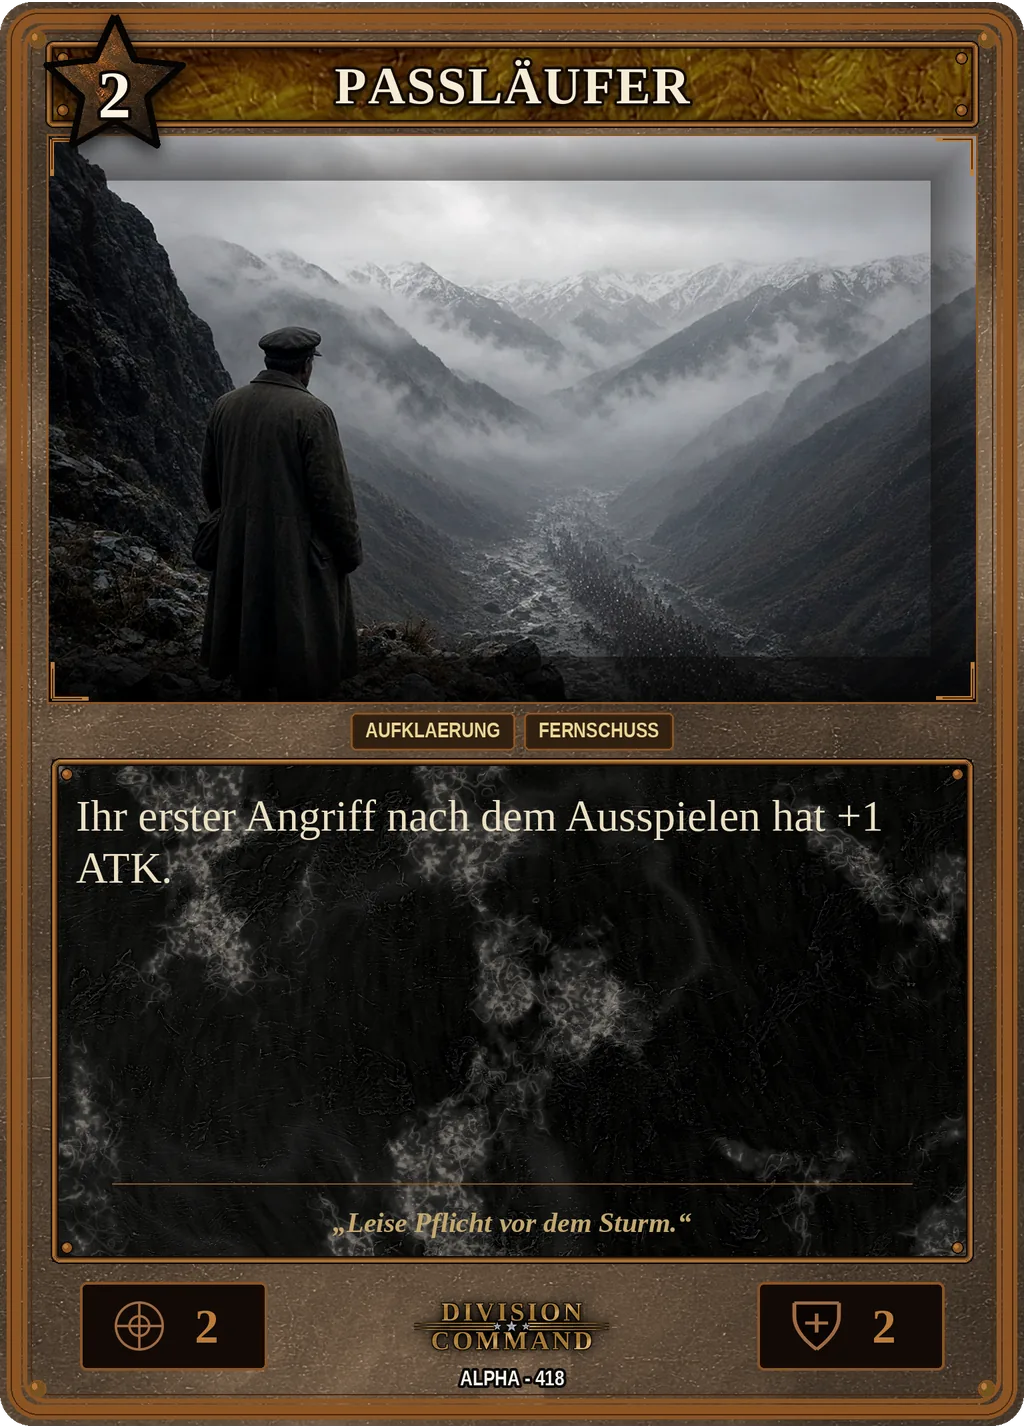 2
PASSLÄUFER
AUFKLAERUNG FERNSCHUSS
Ihr erster Angriff nach dem Ausspielen hat +1
ATK.
„Leise Pflicht vor dem Sturm.“
2
DIVISION
COMMAND
2
ALPHA - 418